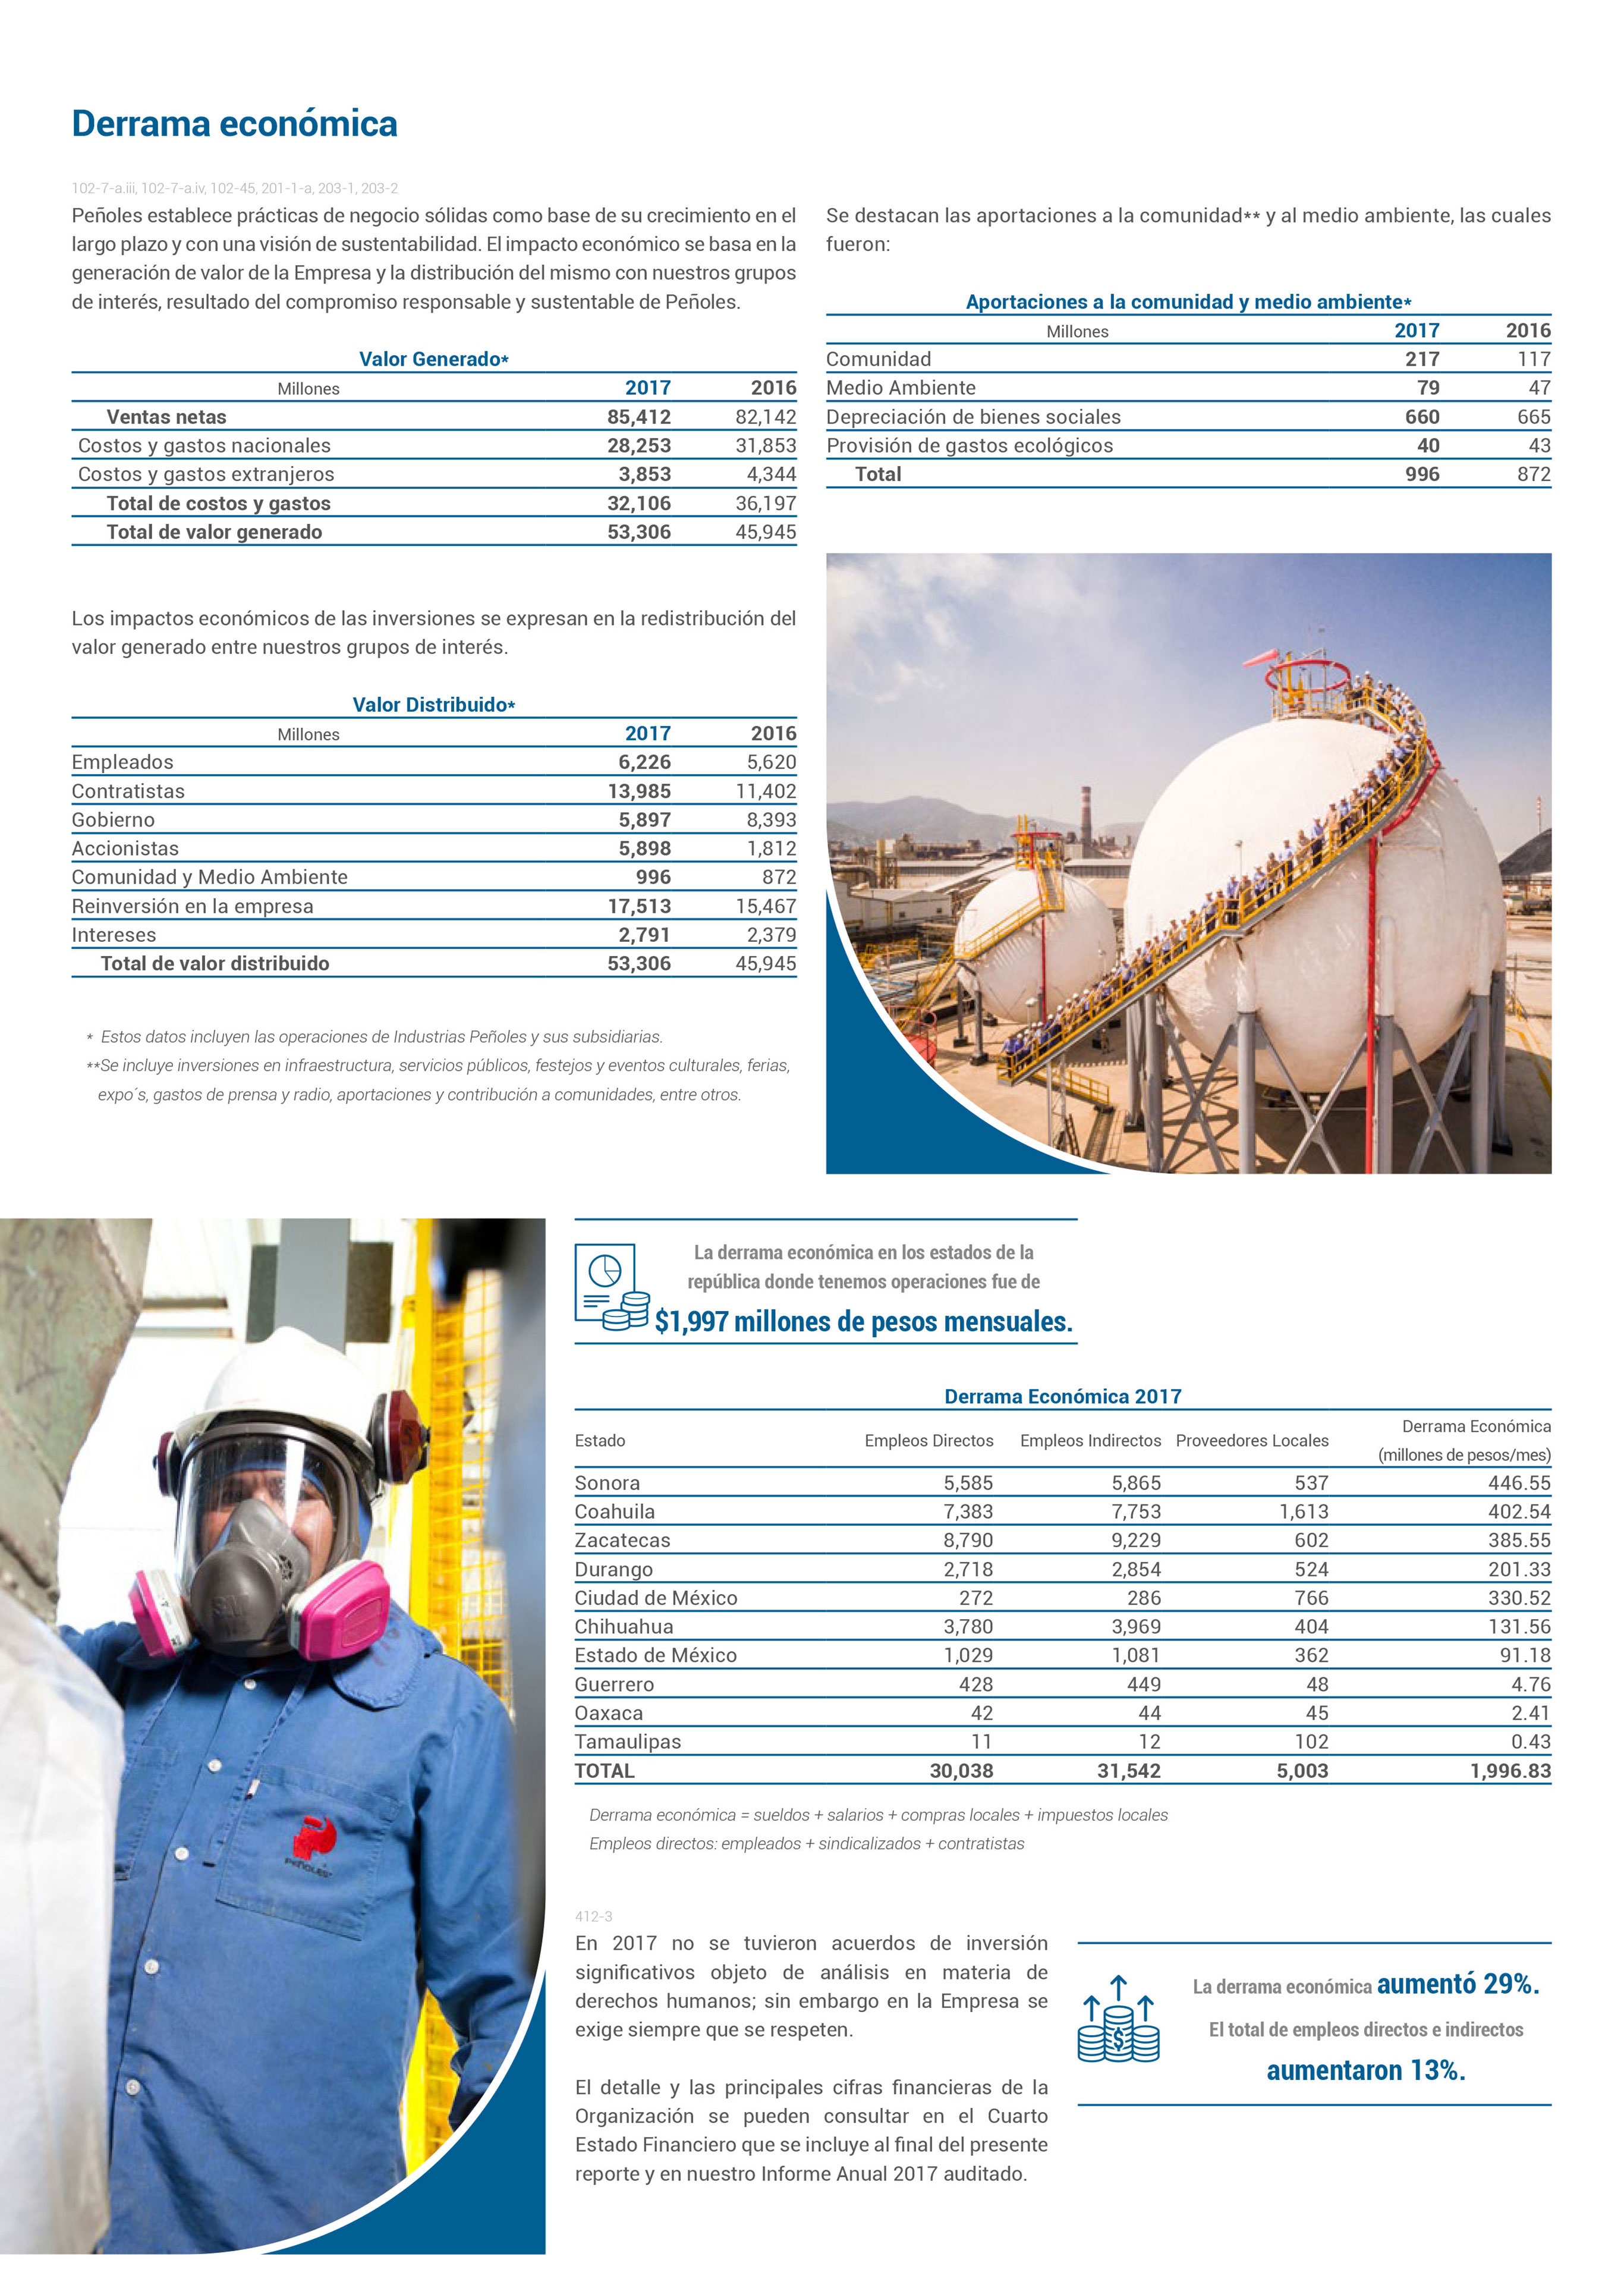 Derrama económica
102-7-a.iii, 102-7-a.iv, 102-45, 201-1-a, 203-1, 203-2
Peñoles establece prácticas de negocio sólidas como base de su crecimiento en el
largo plazo y con una visión de sustentabilidad. El impacto económico se basa en la
generación de valor de la Empresa y la distribución del mismo con nuestros grupos
de interés, resultado del compromiso responsable y sustentable de Peñoles.
Valor Generado*
Millones 2017 2016
Ventas netas 85,412 82,142
Costos y gastos nacionales 28,253 31,853
Costos y gastos extranjeros 3,853 4,344
Total de costos y gastos 32,106 36,197
Total de valor generado 53,306 45,945
Los impactos económicos de las inversiones se expresan en la redistribución del
valor generado entre nuestros grupos de interés.
Valor Distribuido*
Millones 2017 2016
Empleados 6,226 5,620
Contratistas 13,985 11,402
Gobierno 5,897 8,393
Accionistas 5,898 1,812
Comunidad y Medio Ambiente 996 872
Reinversión en la empresa 17,513 15,467
Intereses 2,791 2,379
Total de valor distribuido 53,306 45,945
* Estos datos incluyen las operaciones de Industrias Peñoles y sus subsidiarias.
**Se incluye inversiones en infraestructura, servicios públicos, festejos y eventos culturales, ferias,
expo´s, gastos de prensa y radio, aportaciones y contribución a comunidades, entre otros.
Se destacan las aportaciones a la comunidad** y al medio ambiente, las cuales
fueron:
Aportaciones a la comunidad y medio ambiente*
Millones 2017 2016
Comunidad 217 117
Medio Ambiente 79 47
Depreciación de bienes sociales 660 665
Provisión de gastos ecológicos 40 43
Total 996 872
La derrama económica en los estados de la
república donde tenemos operaciones fue de
$1,997 millones de pesos mensuales.
Derrama Económica 2017
Estado Empleos Directos Empleos Indirectos Proveedores Locales Derrama Económica
(millones de pesos/mes)
Sonora 5,585 5,865 537 446.55
Coahuila 7,383 7,753 1,613 402.54
Zacatecas 8,790 9,229 602 385.55
Durango 2,718 2,854 524 201.33
Ciudad de México 272 286 766 330.52
Chihuahua 3,780 3,969 404 131.56
Estado de México 1,029 1,081 362 91.18
Guerrero 428 449 48 4.76
Oaxaca 42 44 45 2.41
Tamaulipas 11 12 102 0.43
TOTAL 30,038 31,542 5,003 1,996.83
Derrama económica = sueldos + salarios + compras locales + impuestos locales
Empleos directos: empleados + sindicalizados + contratistas
412-3
En 2017 no se tuvieron acuerdos de inversión
significativos objeto de análisis en materia de
derechos humanos; sin embargo en la Empresa se
exige siempre que se respeten.
El detalle y las principales cifras financieras de la
Organización se pueden consultar en el Cuarto
Estado Financiero que se incluye al final del presente
reporte y en nuestro Informe Anual 2017 auditado.
$
La derrama económica aumentó 29%.
El total de empleos directos e indirectos
aumentaron 13%.
3M
PEÑOLES